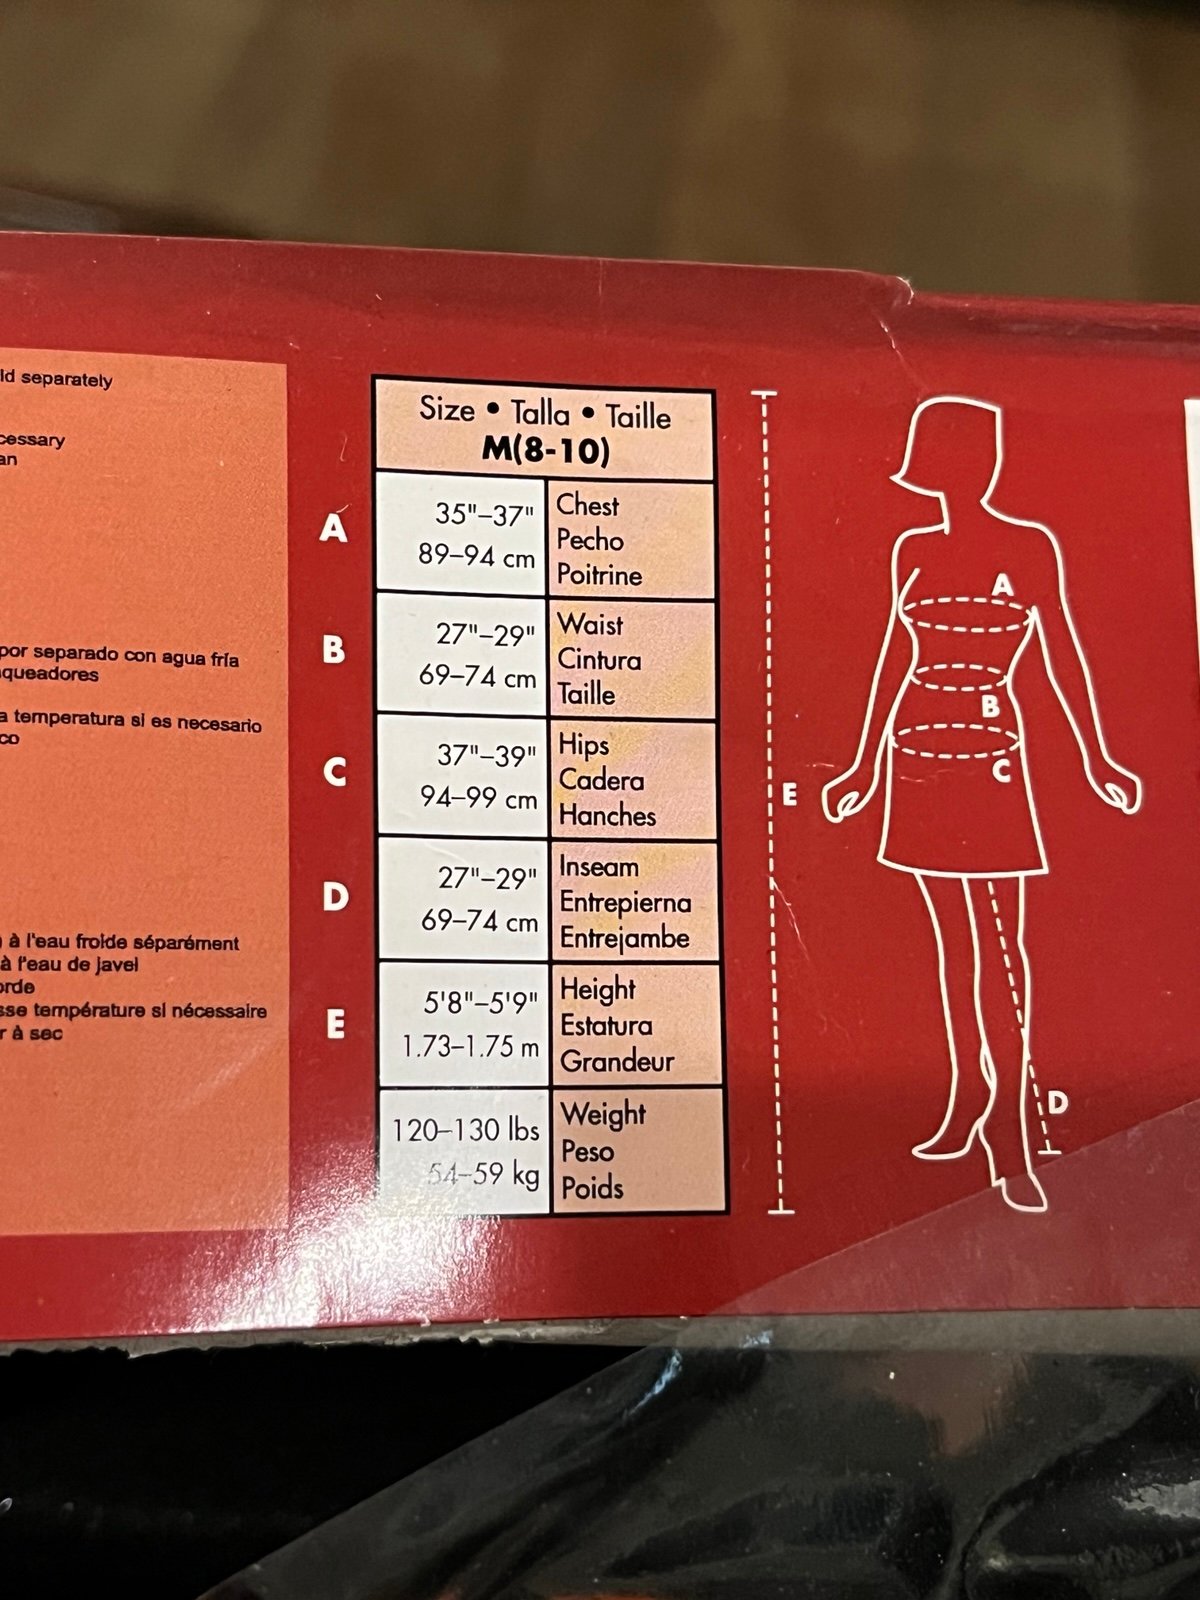 ld separately
cessary
an
por separado con agua fría
queadores
a temperatura si es necesario
co
à l'eau froide séparément
à l'eau de javel
orde
sse température si nécessaire
r à sec
Size • Talla • Taille
M(8-10)
A
35"–37"
89–94 cm
Chest
Pecho
Poitrine
B
27"–29"
69–74 cm
Waist
Cintura
Taille
C
37"–39"
94–99 cm
Hips
Cadera
Hanches
D
27"–29"
69–74 cm
Inseam
Entrepierna
Entrejambe
E
5'8"–5'9"
1.73–1.75 m
Height
Estatura
Grandeur
120–130 lbs
54–59 kg
Weight
Peso
Poids
A
B
C
E
D